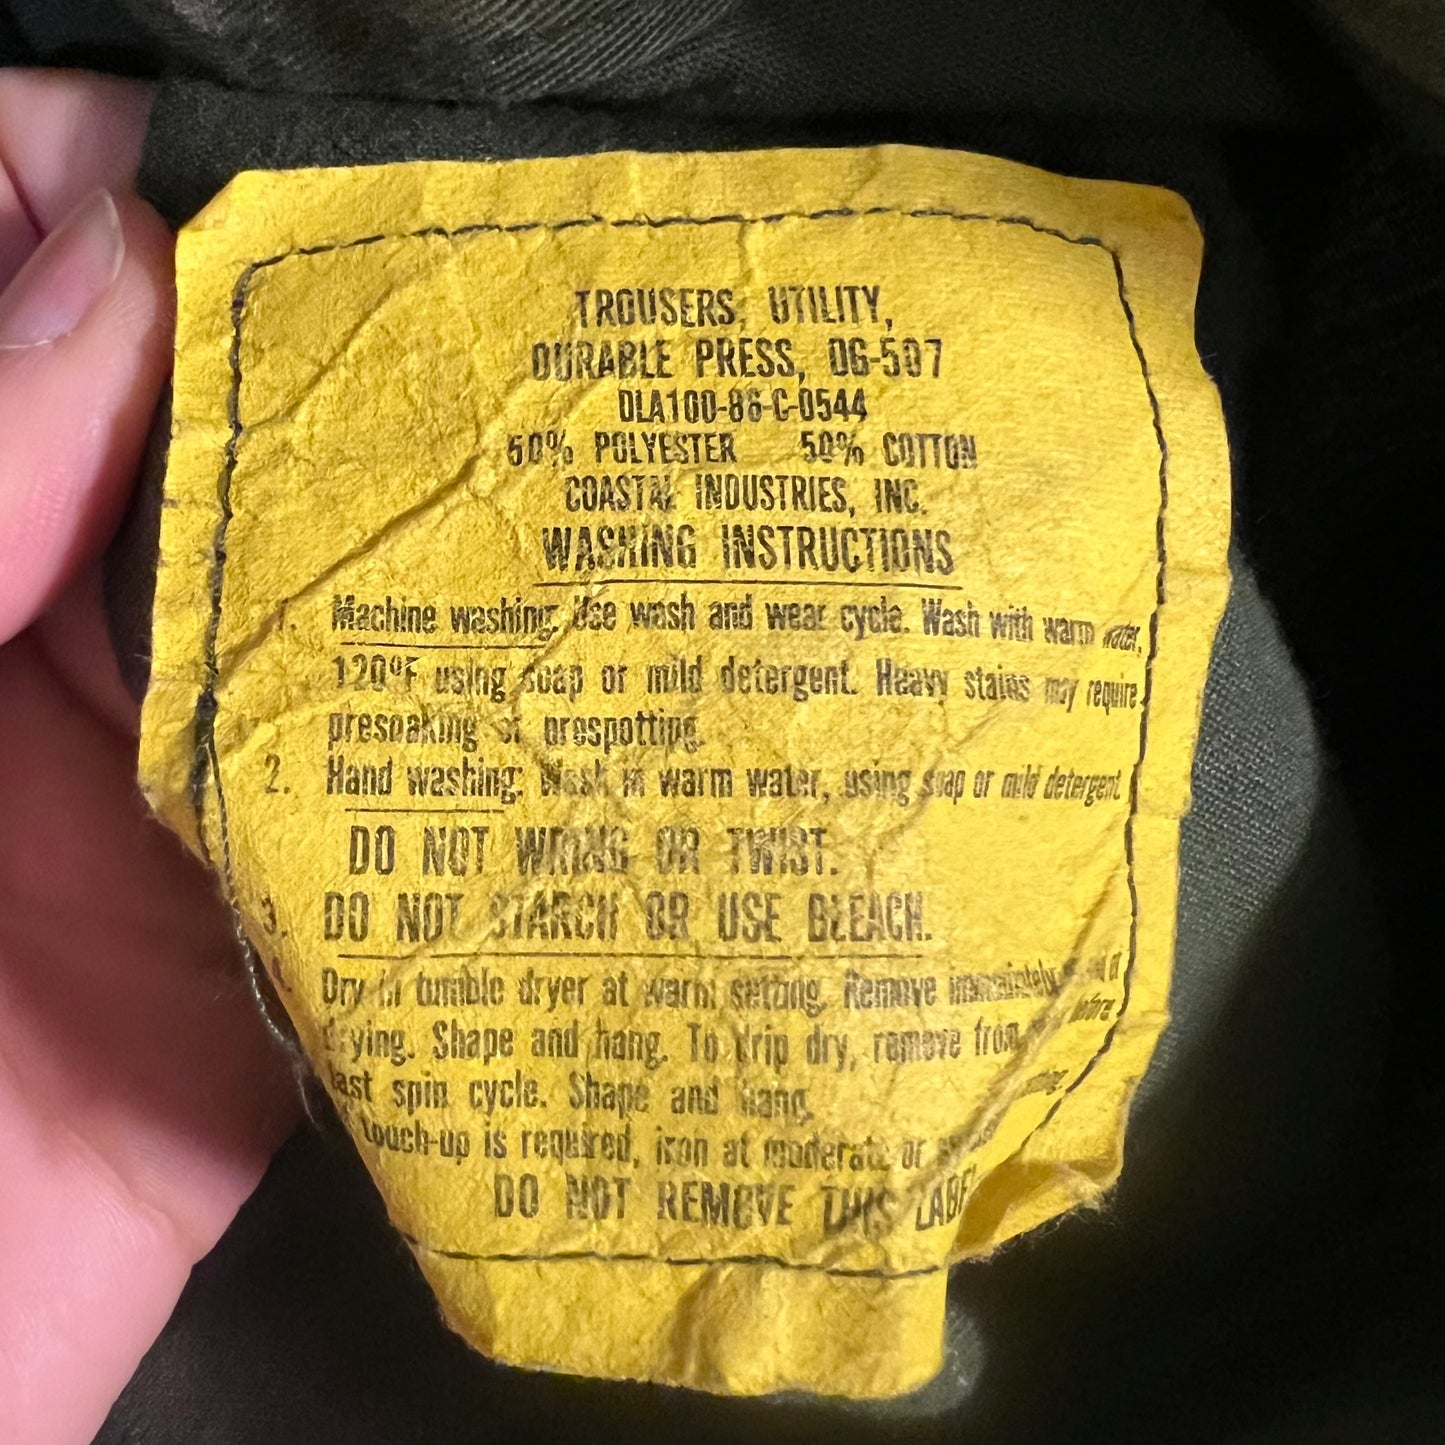 TROUSERS, UTILITY,
DURABLE PRESS, OG-507
DLA100-86-C-0544
50% POLYESTER 50% COTTON
COASTAL INDUSTRIES, INC.
WASHING INSTRUCTIONS
1. Machine washing: Use wash and wear cycle. Wash with warm water,
120°F using soap or mild detergent. Heavy stains may require
presoaking or prespotting.
2. Hand washing: Wash in warm water, using soap or mild detergent.
DO NOT WRING OR TWIST.
3. DO NOT STARCH OR USE BLEACH.
Dry in tumble dryer at warm setting. Remove immediately
drying. Shape and hang. To drip dry, remove from before
last spin cycle. Shape and hang.
touch-up is required, iron at moderate or
DO NOT REMOVE THIS LABEL